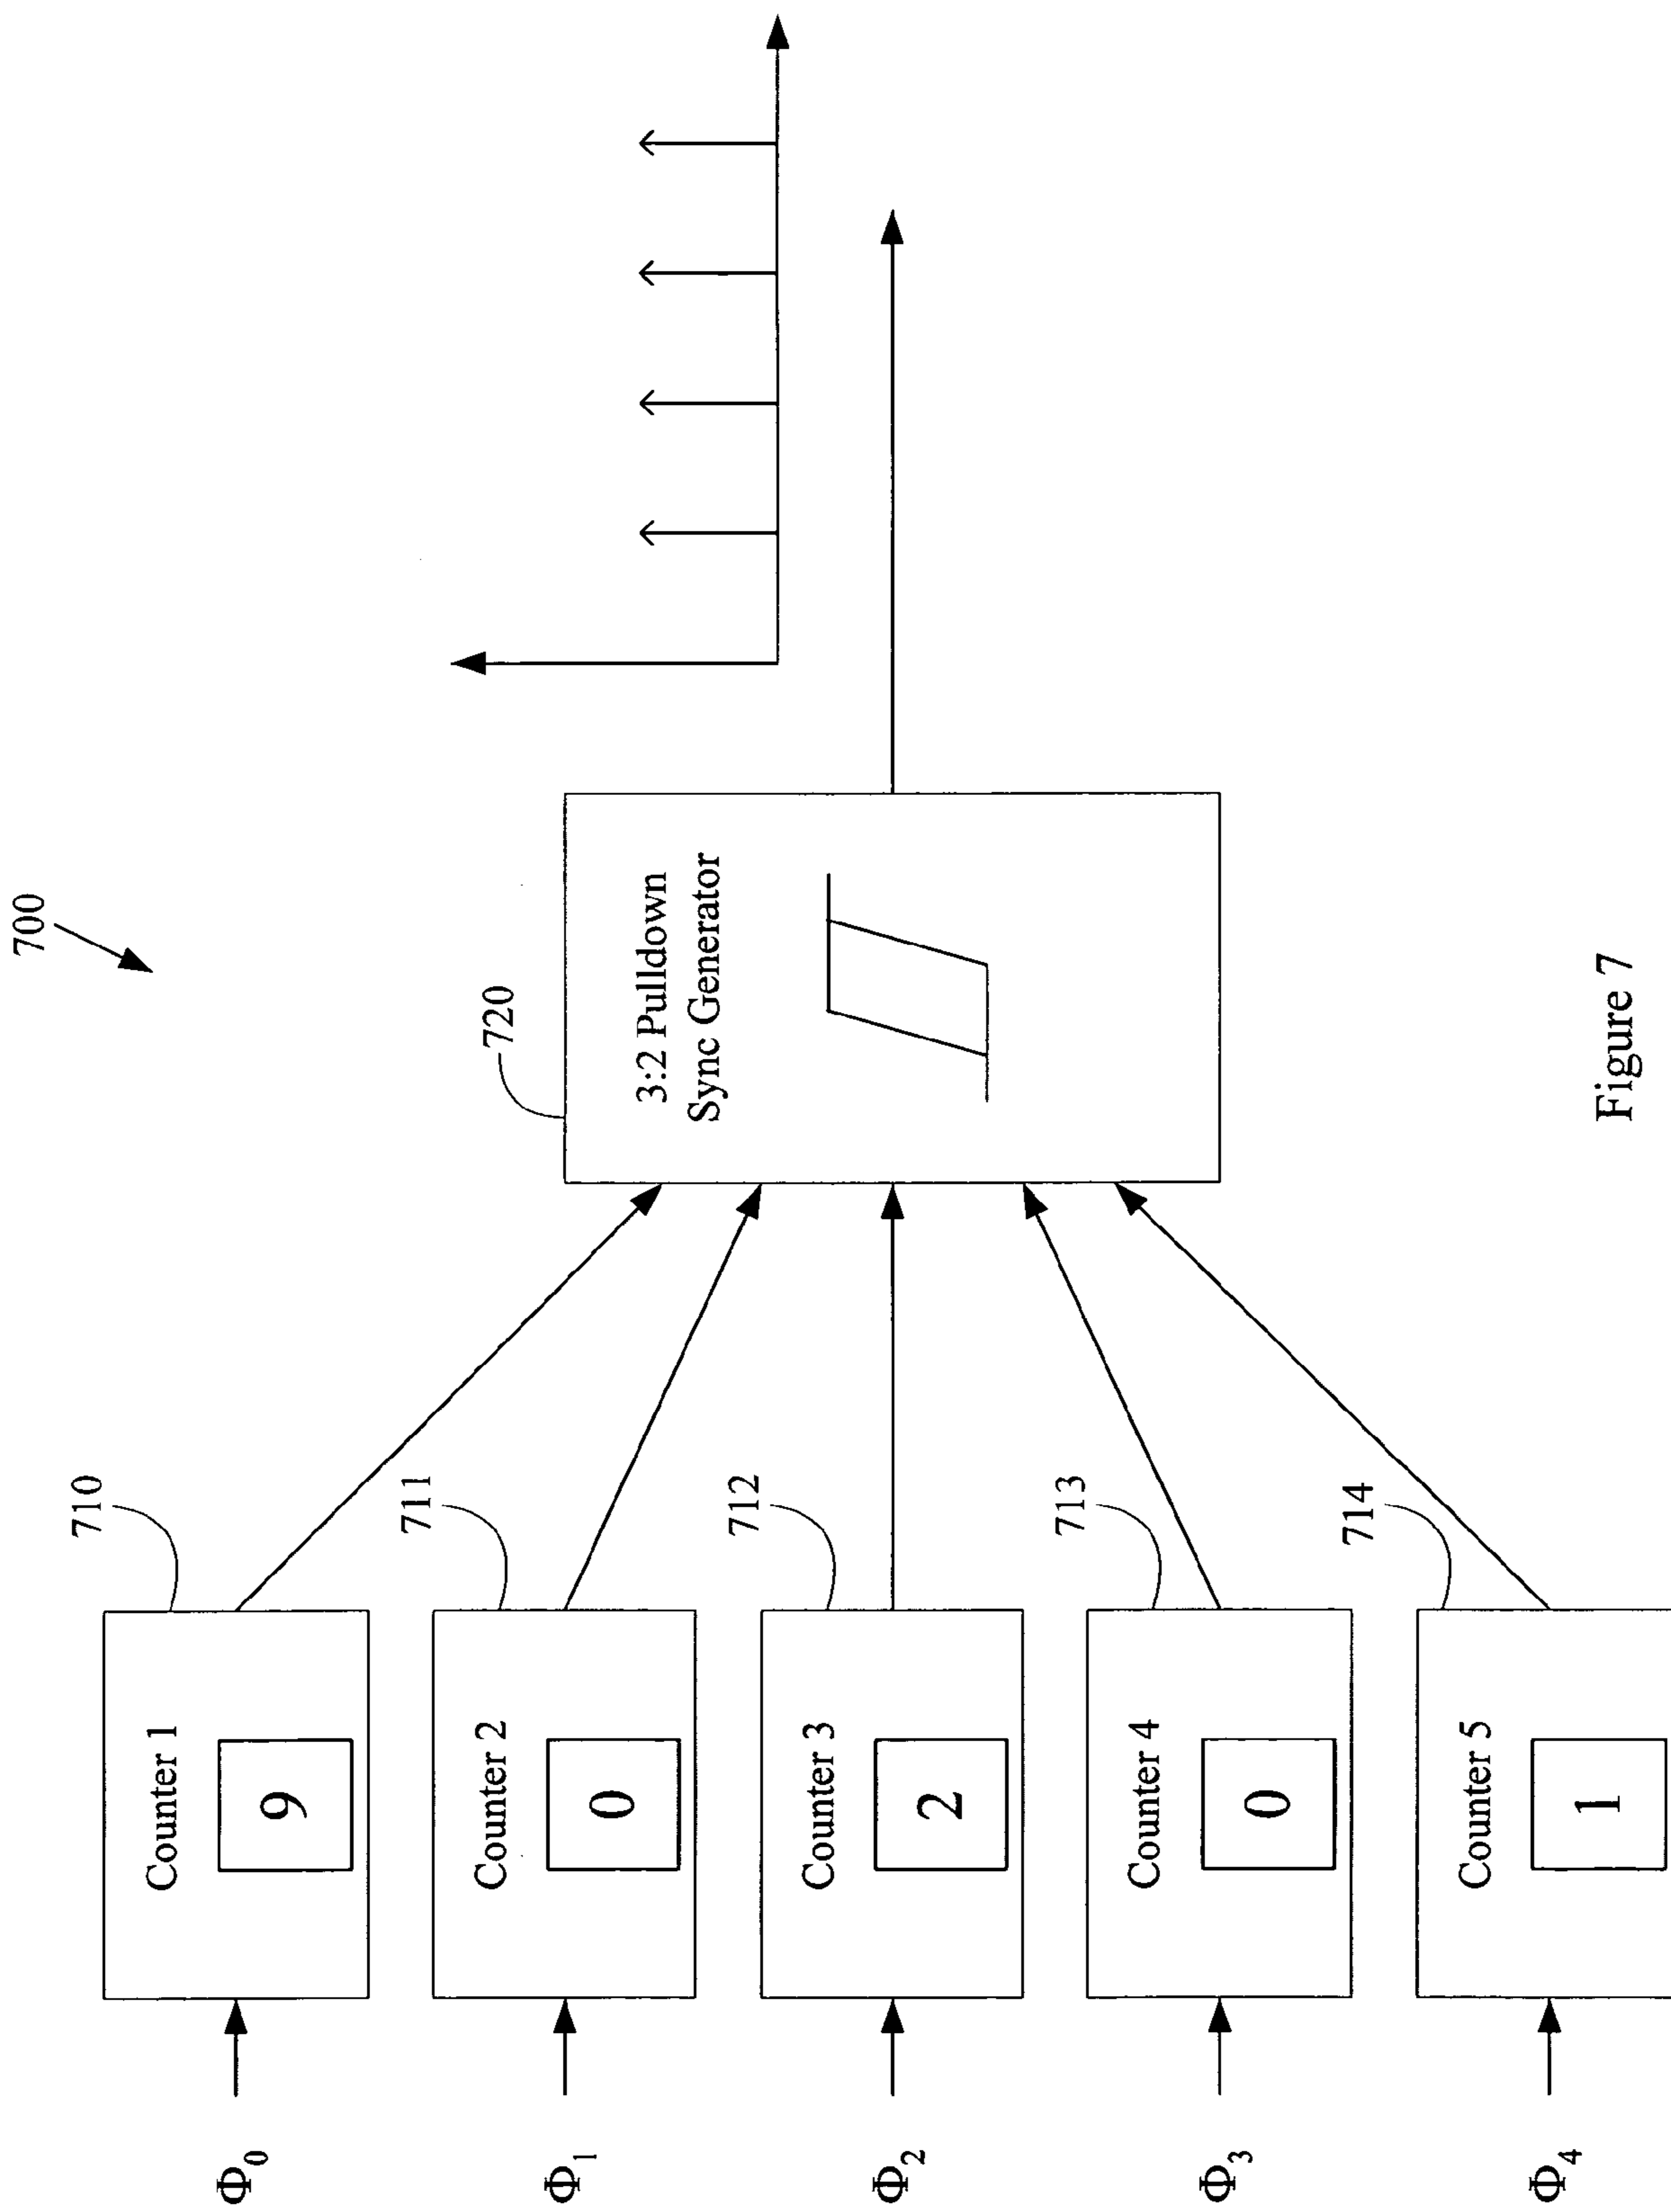 700
710
Φ0
Counter 1
9
711
Φ1
Counter 2
0
720
3:2 Pulldown
Sync Generator
712
Φ2
Counter 3
2
713
Φ3
Counter 4
0
714
Φ4
Counter 5
1
Figure 7